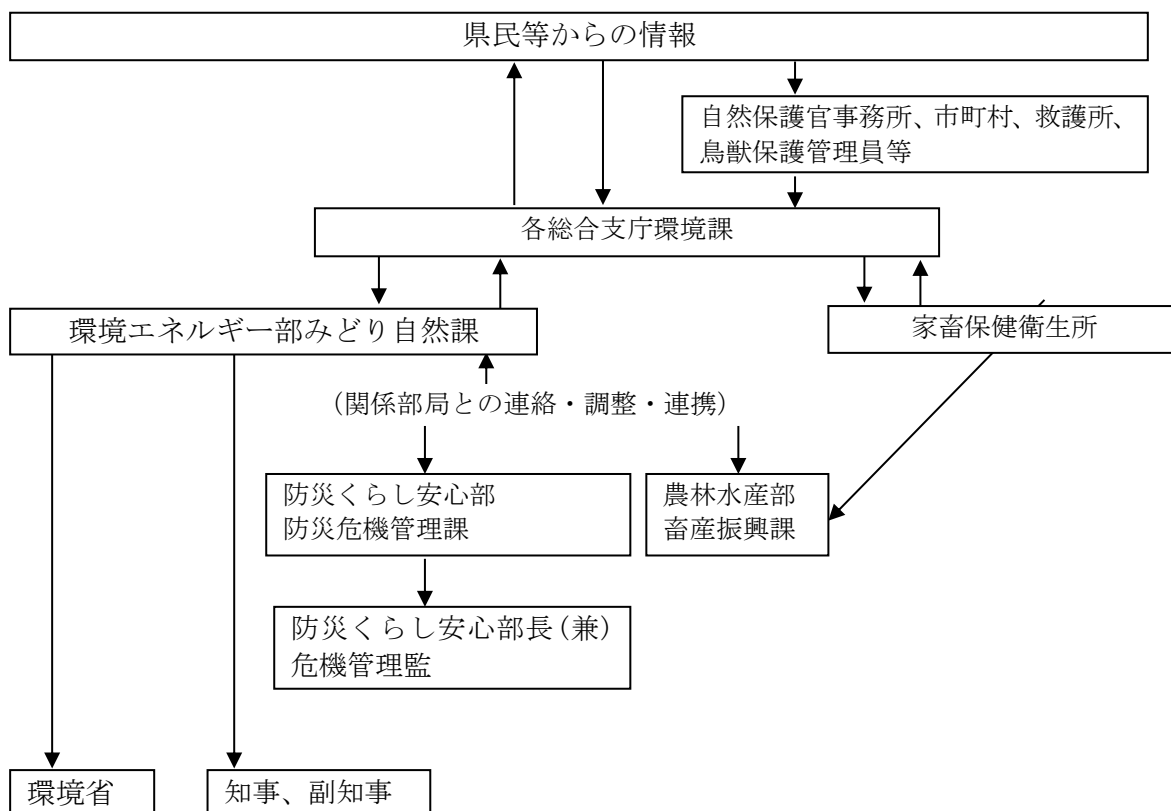 県民等からの情報
自然保護官事務所、市町村、救護所、
鳥獣保護管理員等
各総合支庁環境課
環境エネルギー部みどり自然課
家畜保健衛生所
（関係部局との連絡・調整・連携）
防災くらし安心部
防災危機管理課
農林水産部
畜産振興課
防災くらし安心部長（兼）
危機管理監
環境省
知事、副知事